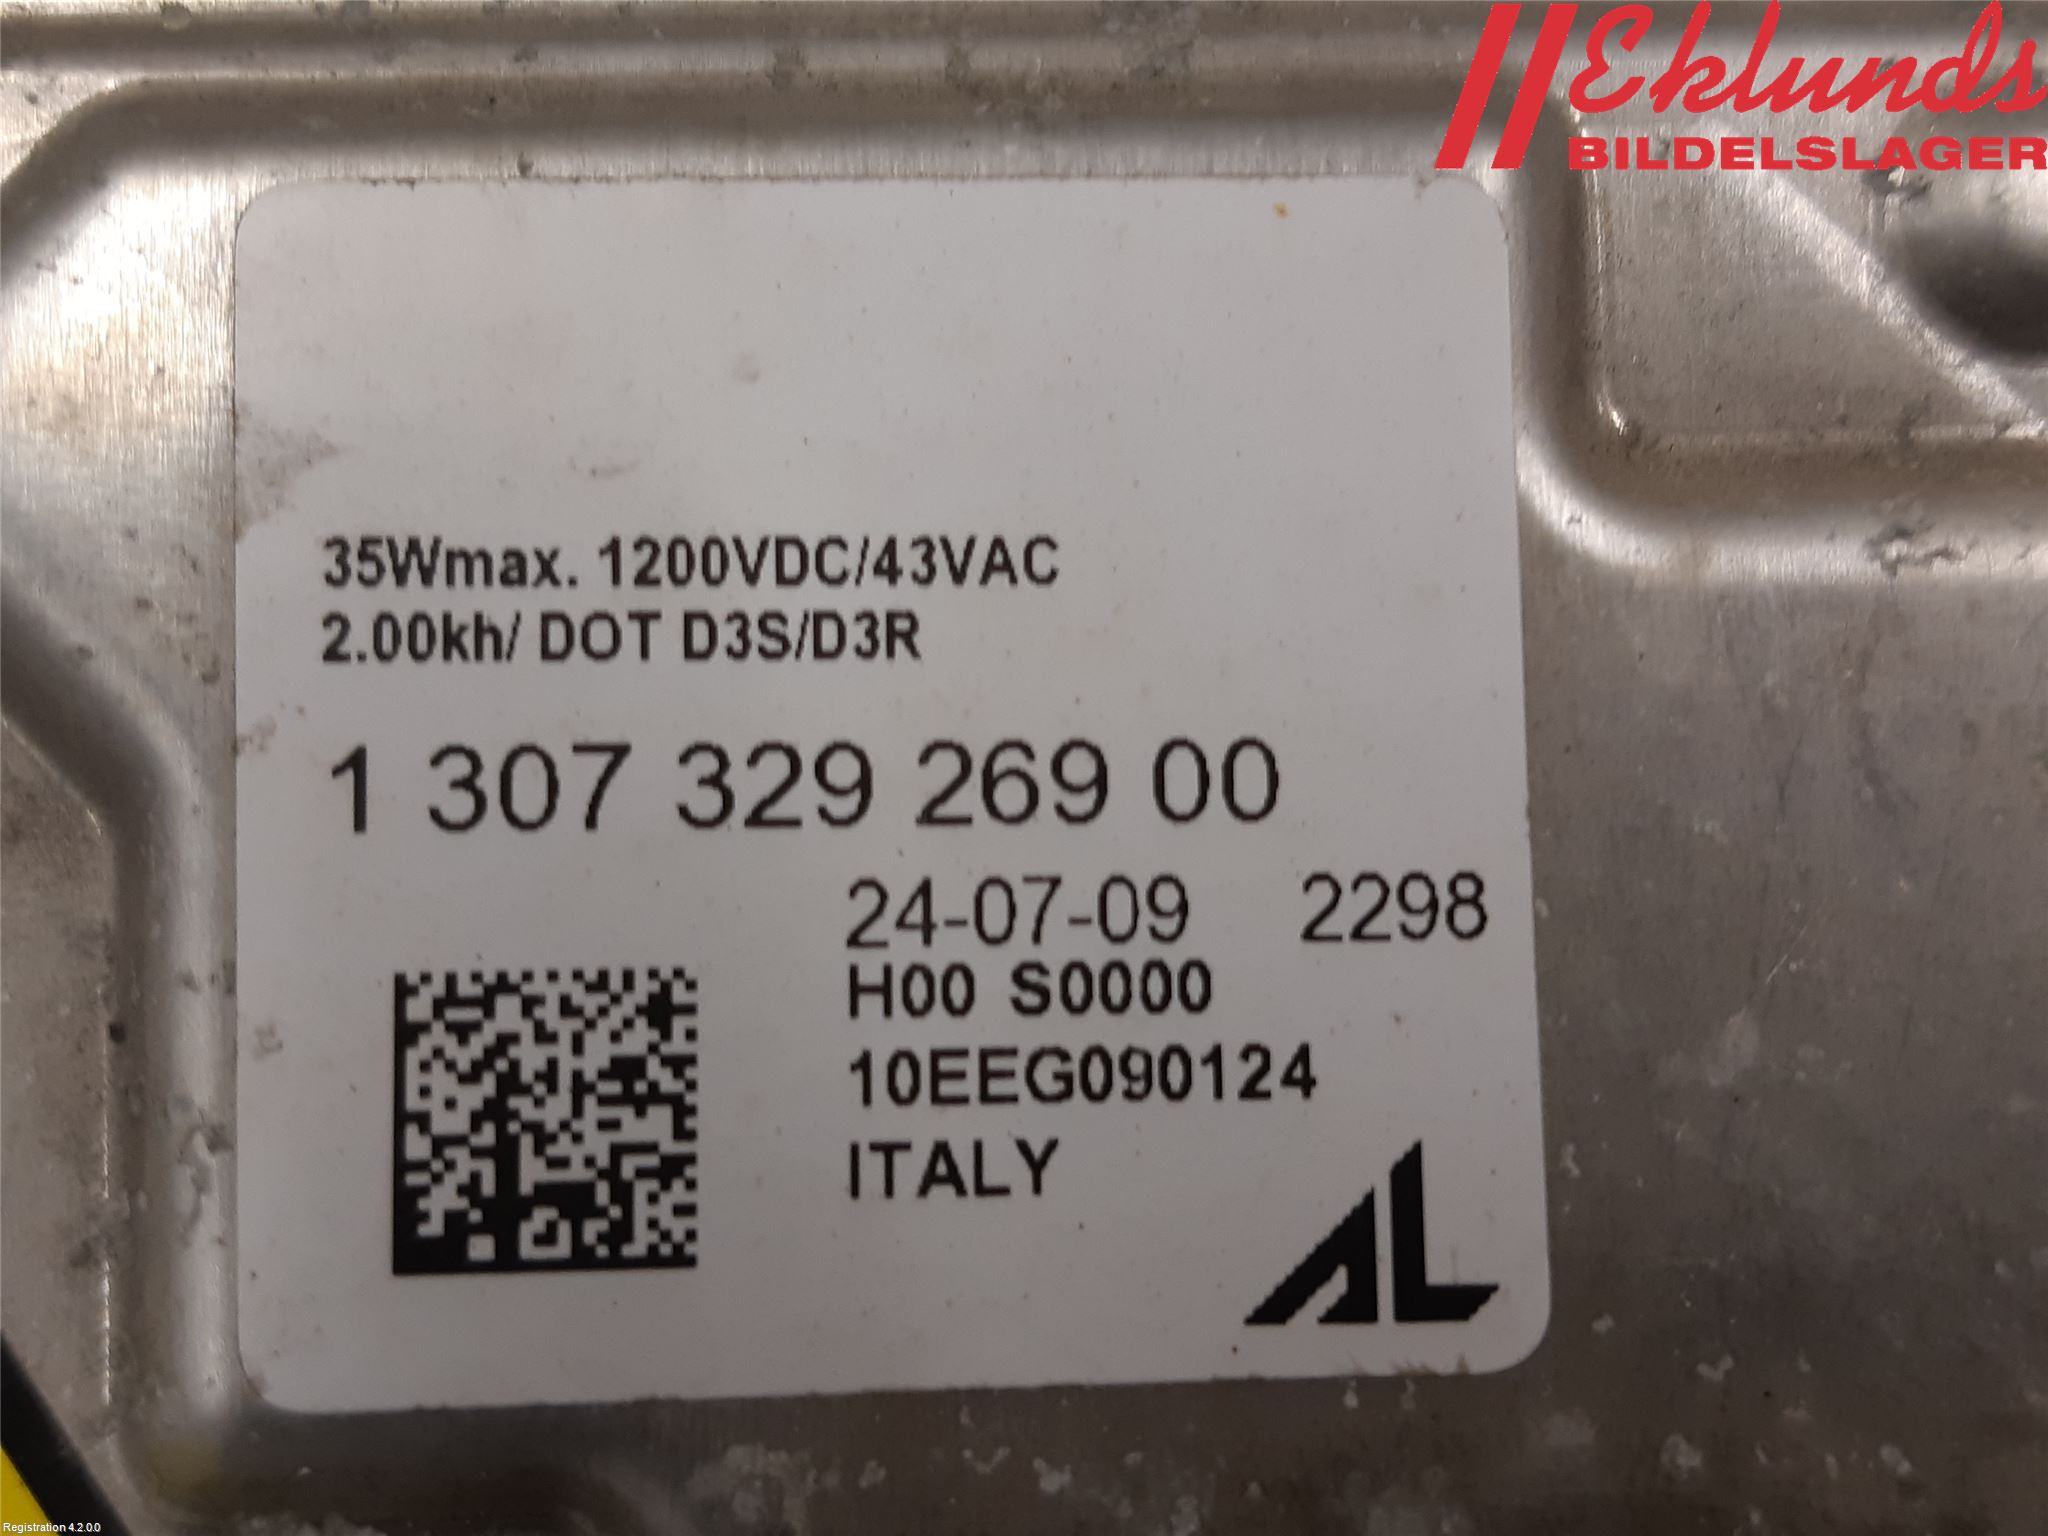 Eklunds
BILDELSLAGER
35Wmax. 1200VDC/43VAC
2.00kh/ DOT D3S/D3R
1 307 329 269 00
24-07-09 2298
H00 S0000
10EEG090124
ITALY
AL
Registration 4.2.0.0